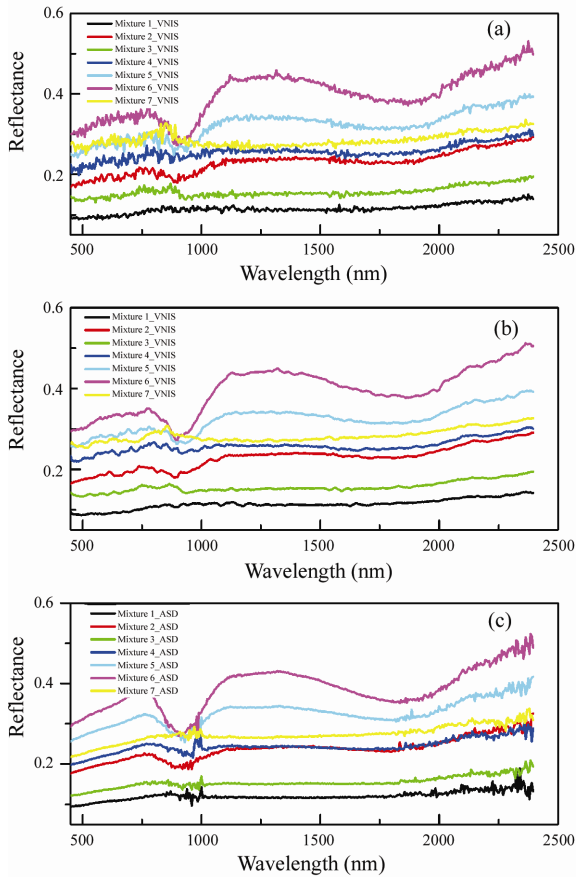 (a)
0.6
Mixture 1_VNIS
Mixture 2_VNIS
Mixture 3_VNIS
Mixture 4_VNIS
Mixture 5_VNIS
Mixture 6_VNIS
Mixture 7_VNIS
Reflectance
0.4
0.2
500 1000 1500 2000 2500
Wavelength (nm)
(b)
0.6
Mixture 1_VNIS
Mixture 2_VNIS
Mixture 3_VNIS
Mixture 4_VNIS
Mixture 5_VNIS
Mixture 6_VNIS
Mixture 7_VNIS
Reflectance
0.4
0.2
500 1000 1500 2000 2500
Wavelength (nm)
0.6
(c)
Mixture 1_ASD
Mixture 2_ASD
Mixture 3_ASD
Mixture 4_ASD
Mixture 5_ASD
Mixture 6_ASD
Mixture 7_ASD
Reflectance
0.4
0.2
500 1000 1500 2000 2500
Wavelength (nm)